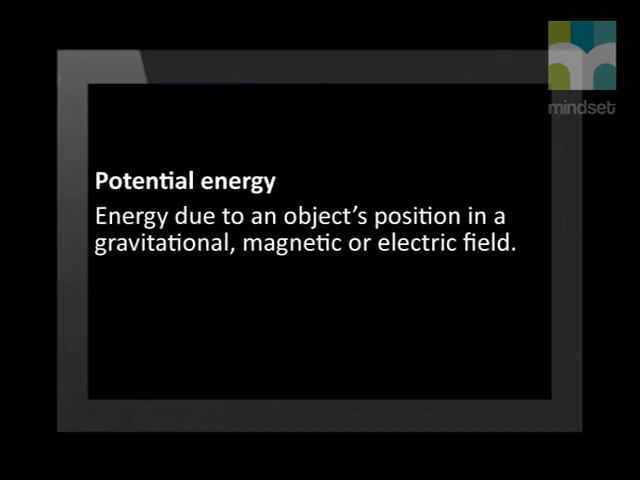 mindset
Potential energy
Energy due to an object's position in a
gravitational, magnetic or electric field.